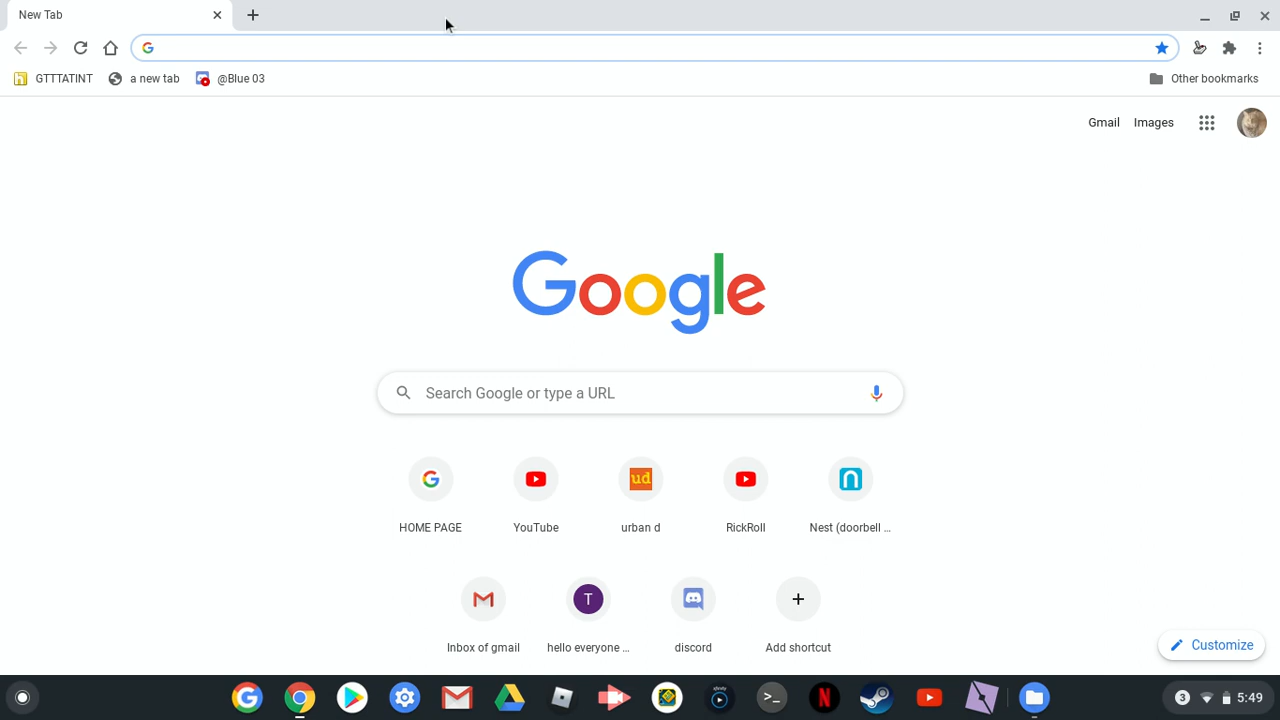 New Tab
GTTTATINT
a new tab
@Blue 03
Other bookmarks
Gmail
Images
Google
Search Google or type a URL
ud
HOME PAGE
YouTube
urban d
RickRoll
Nest (doorbell ...
T
Inbox of gmail
hello everyone ...
discord
Add shortcut
Customize
3
5:49